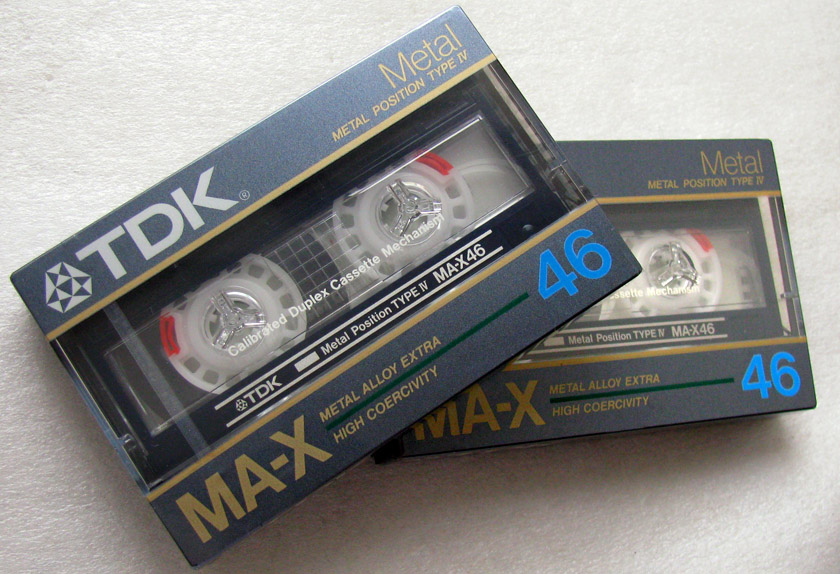 Metal
METAL POSITION TYPE IV
TDK®
Calibrated Duplex Cassette Mechanism
Metal Position TYPE IV MA-X46
TDK
46
MA-X
METAL ALLOY EXTRA
HIGH COERCIVITY
Metal
METAL POSITION TYPE IV
Cassette Mechanism
Metal Position TYPE IV MA-X46
MA-X
METAL ALLOY EXTRA
HIGH COERCIVITY
46